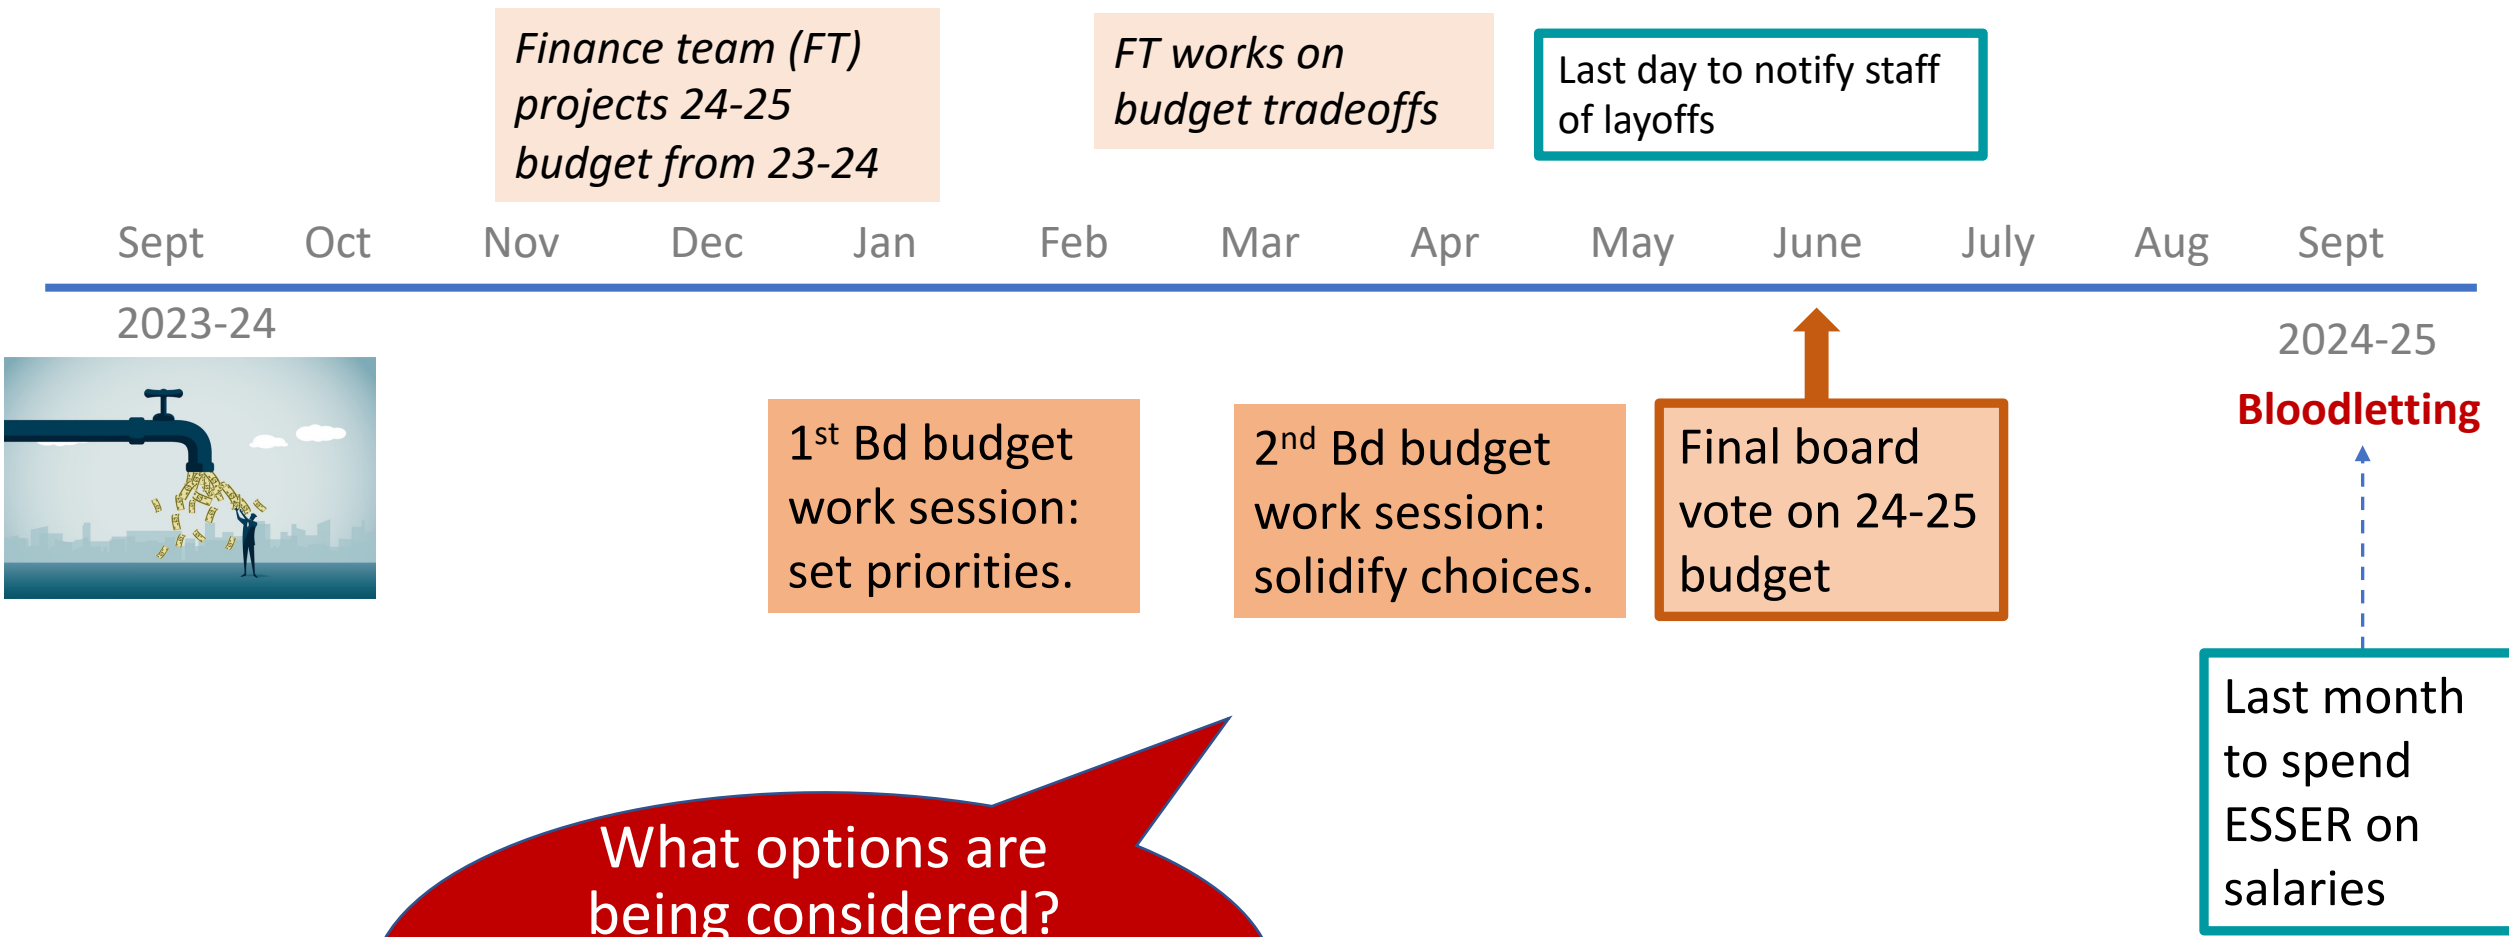 Finance team (FT)
projects 24-25
budget from 23-24
FT works on
budget tradeoffs
Last day to notify staff
of layoffs
Sept Oct Nov Dec Jan Feb Mar Apr May June July Aug Sept
2023-24
2024-25
Bloodletting
1st Bd budget
work session:
set priorities.
2nd Bd budget
work session:
solidify choices.
Final board
vote on 24-25
budget
Last month
to spend
ESSER on
salaries
What options are
being considered?